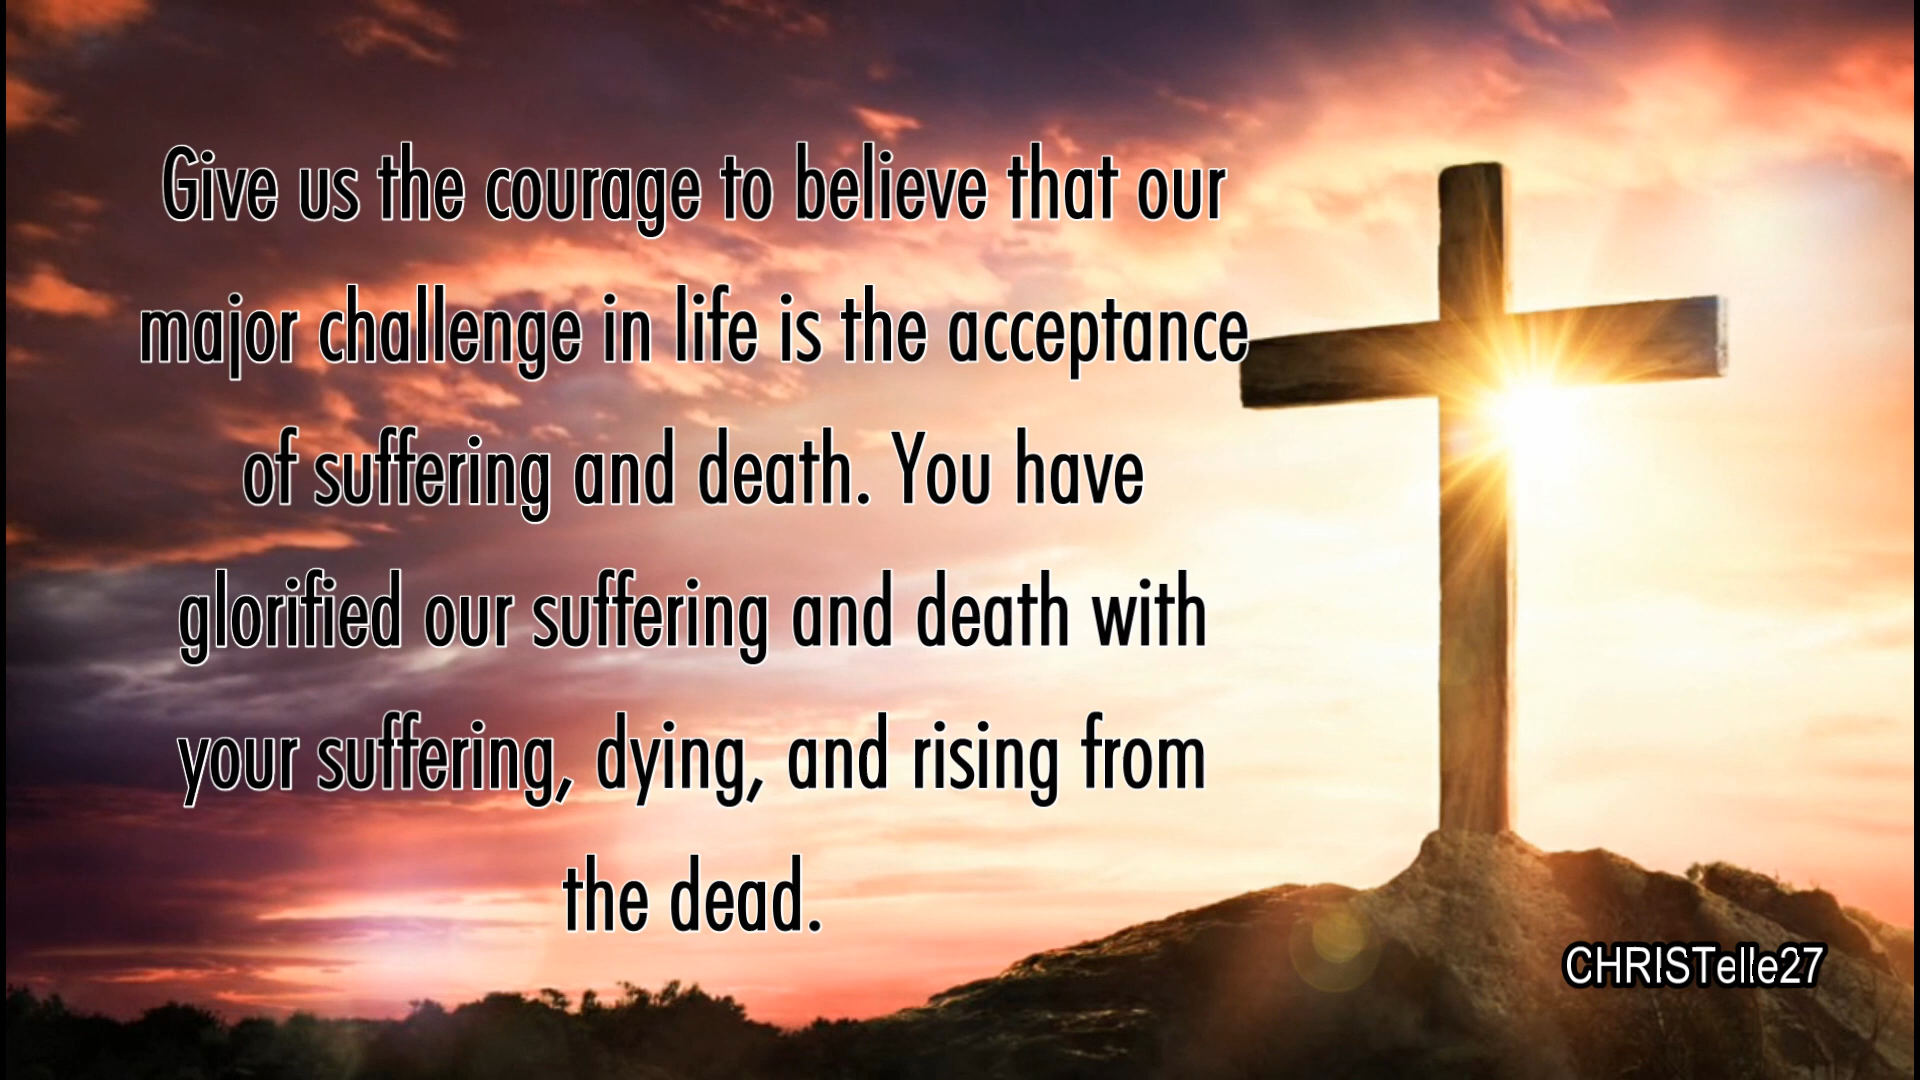 Give us the courage to believe that our
major challenge in life is the acceptance
of suffering and death. You have
glorified our suffering and death with
your suffering, dying, and rising from
the dead.
CHRISTelle27